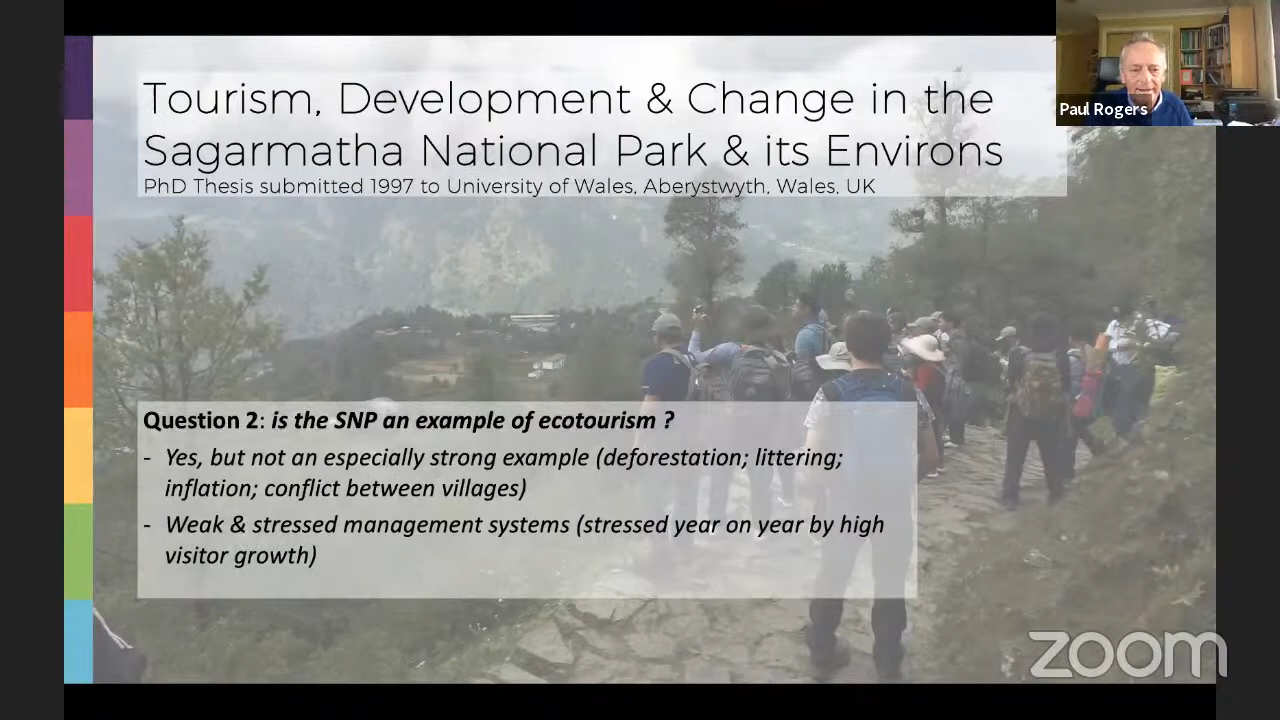 Tourism, Development & Change in the
Sagarmatha National Park & its Environs
PhD Thesis submitted 1997 to University of Wales, Aberystwyth, Wales, UK
Paul Rogers
Question 2: is the SNP an example of ecotourism ?
- Yes, but not an especially strong example (deforestation; littering;
inflation; conflict between villages)
- Weak & stressed management systems (stressed year on year by high
visitor growth)
zoom